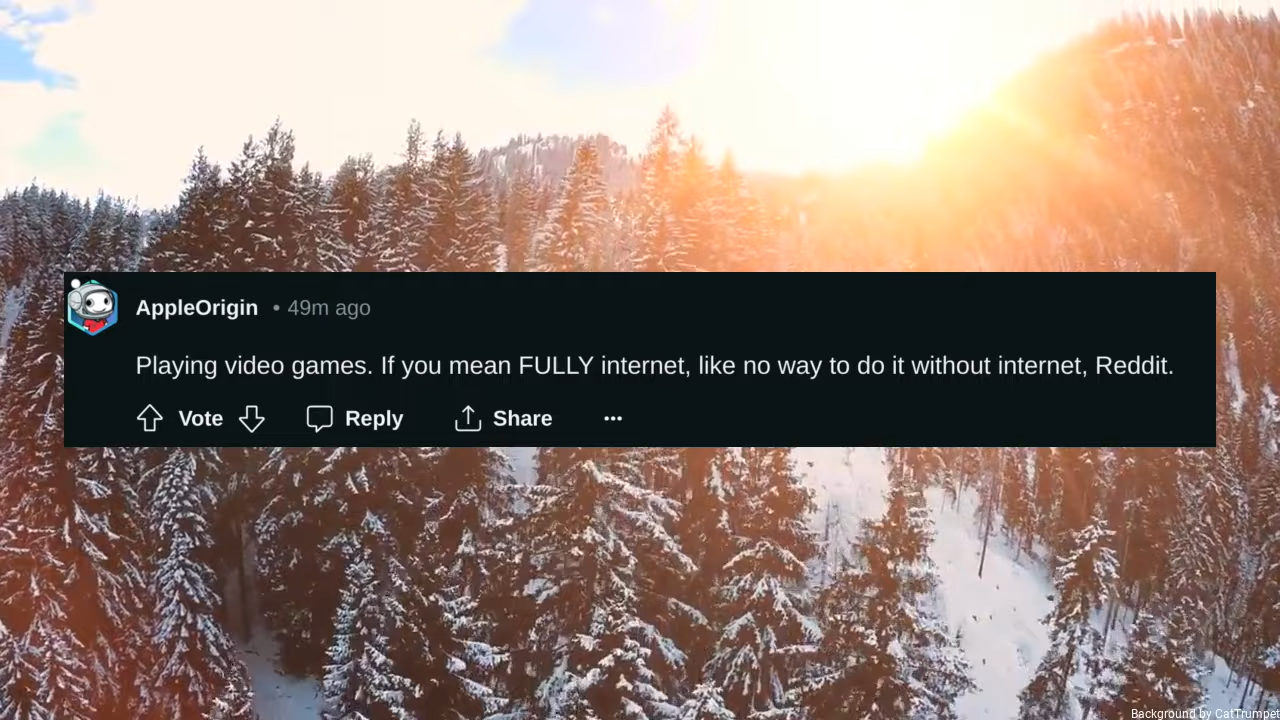 AppleOrigin • 49m ago
Playing video games. If you mean FULLY internet, like no way to do it without internet, Reddit.
Vote Reply Share ...
Background by CatTrumpet